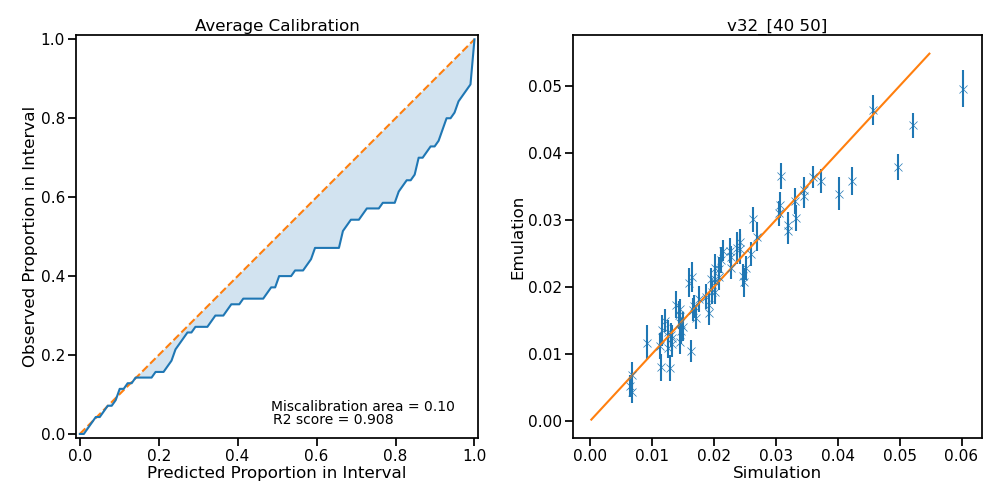 Average Calibration
1.0
0.8
0.6
0.4
0.2
0.0
Observed Proportion in Interval
Miscalibration area = 0.10
R2 score = 0.908
0.0 0.2 0.4 0.6 0.8 1.0
Predicted Proportion in Interval
v32 [40 50]
0.05
0.04
0.03
0.02
0.01
0.00
Emulation
0.00 0.01 0.02 0.03 0.04 0.05 0.06
Simulation